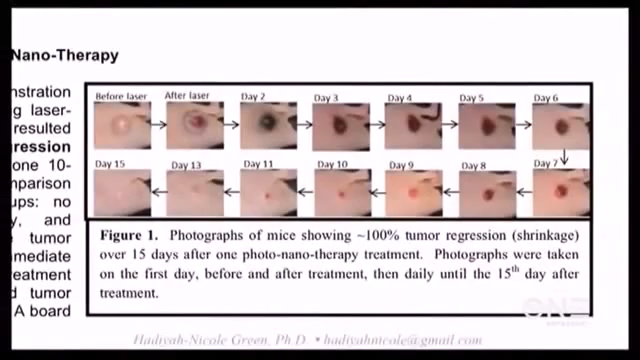 Nano-Therapy
nstration
g laser-
resulted
ression
one 10-
nparison
ups: no
y, and
tumor
mediate
reatment
d tumor
A board
Before laser After laser Day 2 Day 3 Day 4 Day 5 Day 6
Day 15 Day 13 Day 11 Day 10 Day 9 Day 8 Day 7
Figure 1. Photographs of mice showing ~100% tumor regression (shrinkage)
over 15 days after one photo-nano-therapy treatment. Photographs were taken
on the first day, before and after treatment, then daily until the 15th day after
treatment.
Hadiyah-Nicole Green, Ph.D. * hadiyahnicole@gmail.com
ONE